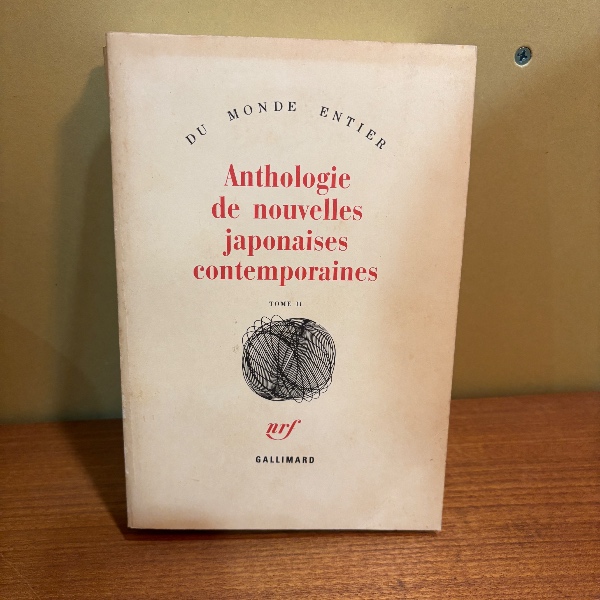 DU MONDE ENTIER
Anthologie
de nouvelles
japonaises
contemporaines
TOME II
nrf
GALLIMARD